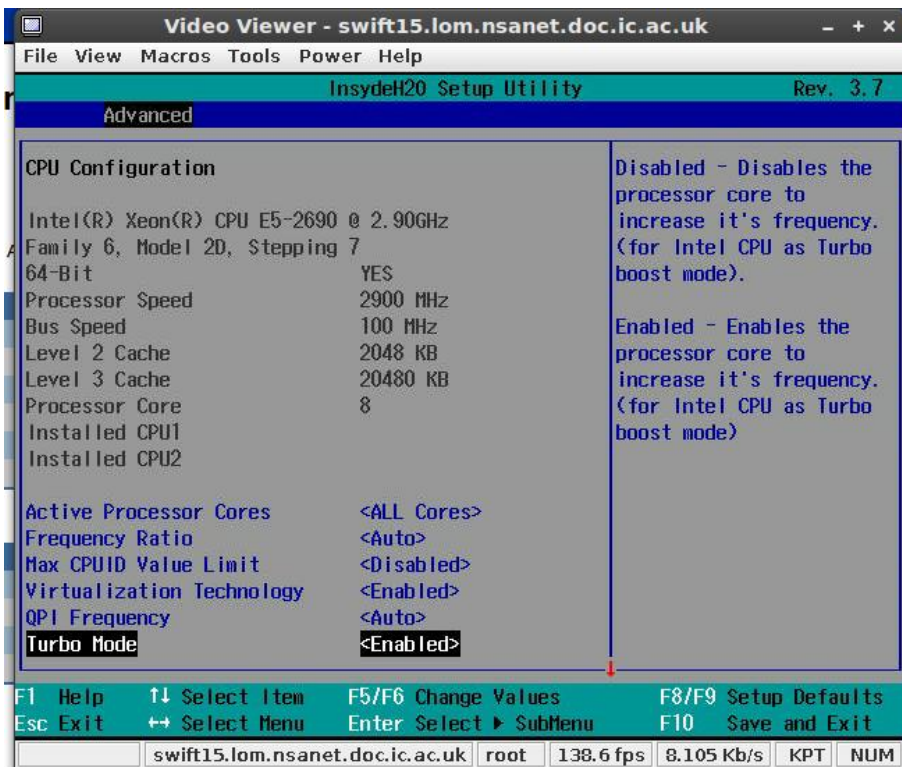 Video Viewer - swift15.lom.nsanet.doc.ic.ac.uk
File View Macros Tools Power Help
InsydeH20 Setup Utility Rev. 3.7
Advanced
CPU Configuration
Intel(R) Xeon(R) CPU E5-2690 @ 2.90GHz
Family 6, Model 2D, Stepping 7
64-Bit YES
Processor Speed 2900 MHz
Bus Speed 100 MHz
Level 2 Cache 2048 KB
Level 3 Cache 20480 KB
Processor Core 8
Installed CPU1
Installed CPU2
Active Processor Cores <ALL Cores>
Frequency Ratio <Auto>
Max CPUID Value Limit <Disabled>
Virtualization Technology <Enabled>
QPI Frequency <Auto>
Turbo Mode <Enabled>
Disabled - Disables the
processor core to
increase it's frequency.
(for Intel CPU as Turbo
boost mode).
Enabled - Enables the
processor core to
increase it's frequency.
(for Intel CPU as Turbo
boost mode)
F1 Help ↑↓ Select Item F5/F6 Change Values F8/F9 Setup Defaults
Esc Exit ↔ Select Menu Enter Select ▶ SubMenu F10 Save and Exit
swift15.lom.nsanet.doc.ic.ac.uk root 138.6 fps 8.105 Kb/s KPT NUM